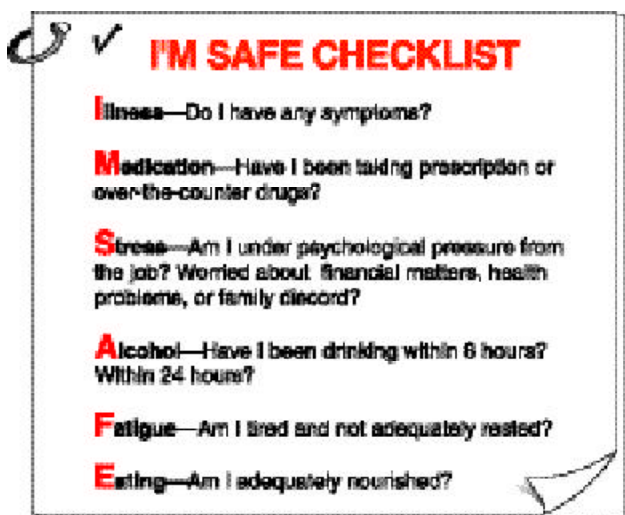 I'M SAFE CHECKLIST
Illness—Do I have any symptoms?
Medication—Have I been taking prescription or
over-the-counter drugs?
Stress—Am I under psychological pressure from
the job? Worried about financial matters, health
problems, or family discord?
Alcohol—Have I been drinking within 8 hours?
Within 24 hours?
Fatigue—Am I tired and not adequately rested?
Eating—Am I adequately nourished?